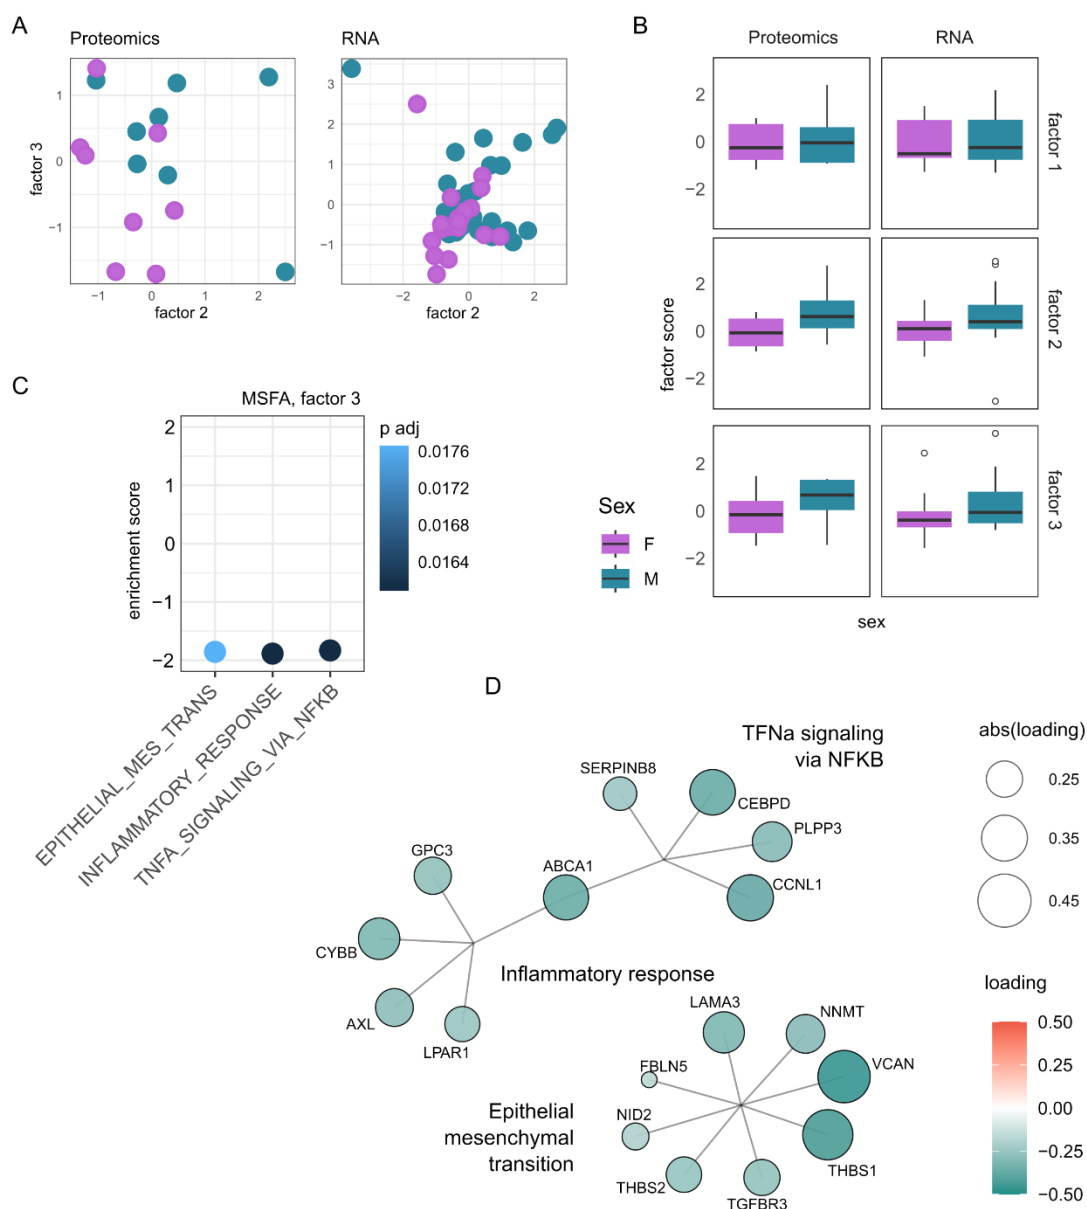 A
Proteomics
RNA
factor 3
1
0
−1
−1
0
1
2
factor 2
3
2
1
0
−1
−2
0
2
factor 2
B
Proteomics
RNA
factor score
2
0
−2
factor 1
2
0
−2
factor 2
2
0
−2
factor 3
sex
Sex
F
M
C
MSFA, factor 3
enrichment score
2
1
0
−1
−2
EPITHELIAL_MES_TRANS
INFLAMMATORY_RESPONSE
TNFA_SIGNALING_VIA_NFKB
p adj
0.0176
0.0172
0.0168
0.0164
D
TFNa signaling
via NFKB
SERPINB8
CEBPD
PLPP3
CCNL1
ABCA1
GPC3
CYBB
AXL
LPAR1
Inflammatory response
LAMA3
NNMT
VCAN
FBLN5
NID2
THBS1
THBS2
TGFBR3
Epithelial
mesenchymal
transition
abs(loading)
0.25
0.35
0.45
loading
0.50
0.25
0.00
−0.25
−0.50